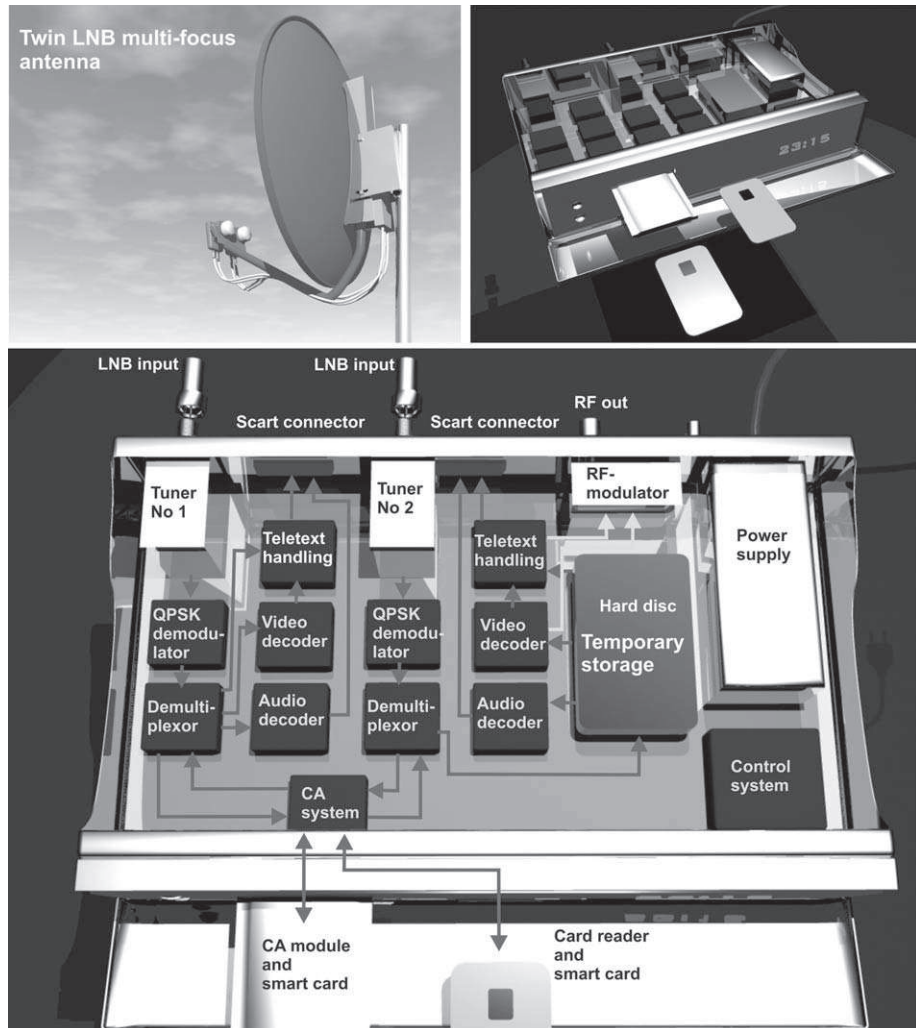 Twin LNB multi-focus
antenna
23:15
LNB input
LNB input
Scart connector
Scart connector
RF out
Tuner
No 1
Tuner
No 2
RF-
modulator
Power
supply
Teletext
handling
Teletext
handling
QPSK
demodu-
lator
Video
decoder
QPSK
demodu-
lator
Video
decoder
Hard disc
Temporary
storage
Demulti-
plexor
Audio
decoder
Demulti-
plexor
Audio
decoder
Control
system
CA
system
CA module
and
smart card
Card reader
and
smart card